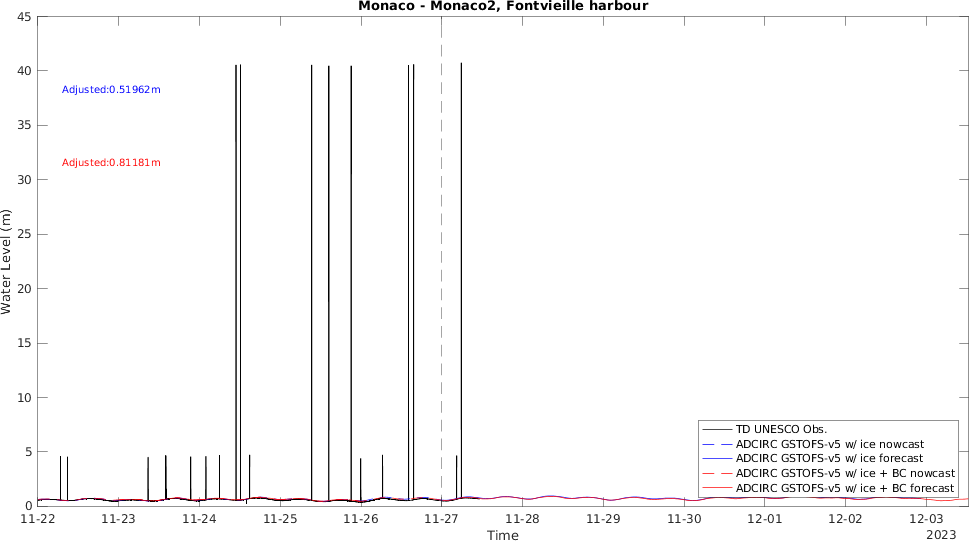 Monaco - Monaco2, Fontvieille harbour
45
40
35
30
25
20
15
10
5
0
Water Level (m)
Adjusted:0.51962m
Adjusted:0.81181m
TD UNESCO Obs.
ADCIRC GSTOFS-v5 w/ ice nowcast
ADCIRC GSTOFS-v5 w/ ice forecast
ADCIRC GSTOFS-v5 w/ ice + BC nowcast
ADCIRC GSTOFS-v5 w/ ice + BC forecast
11-22 11-23 11-24 11-25 11-26 11-27 11-28 11-29 11-30 12-01 12-02 12-03
Time
2023